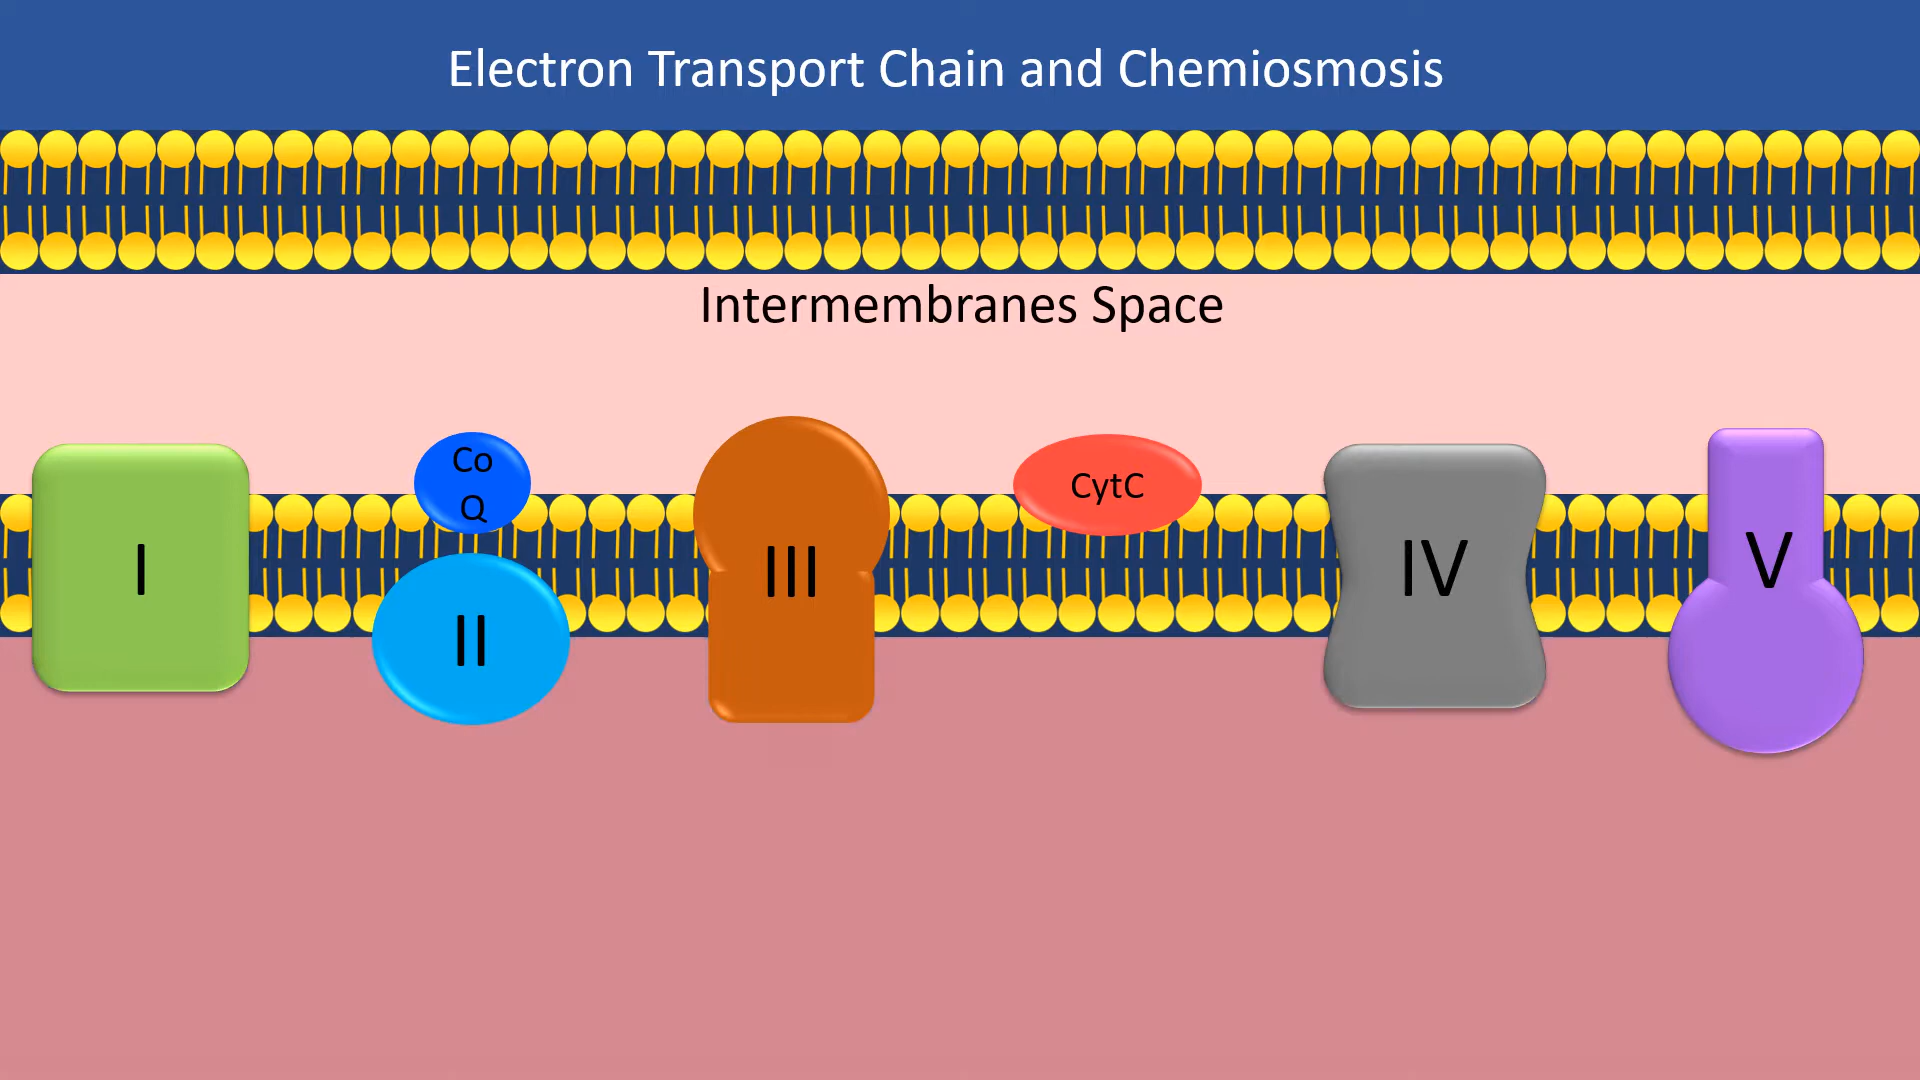 Electron Transport Chain and Chemiosmosis
Intermembranes Space
I
Co
Q
II
III
CytC
IV
V